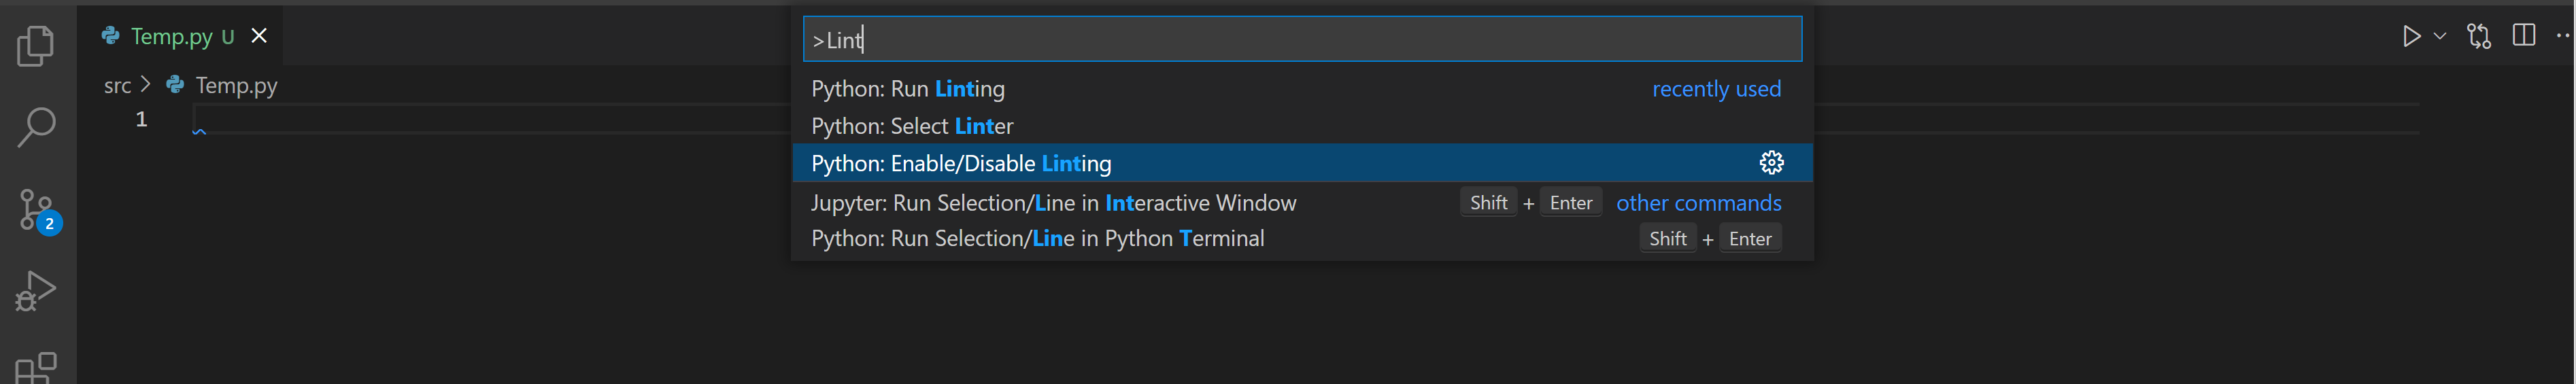 Temp.py U
>Lint
src > Temp.py
1
Python: Run Linting recently used
Python: Select Linter
Python: Enable/Disable Linting
Jupyter: Run Selection/Line in Interactive Window Shift + Enter other commands
Python: Run Selection/Line in Python Terminal Shift + Enter
2